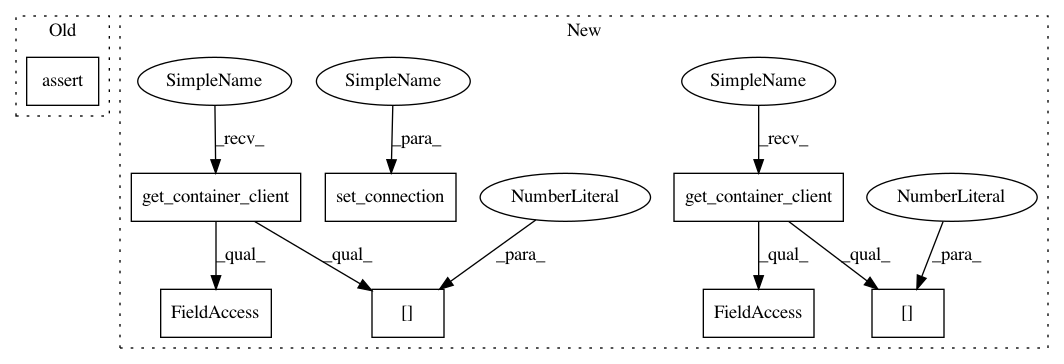 Old
New
assert
SimpleName
SimpleName
SimpleName
_recv_
_para_
_recv_
get_container_client
set_connection
NumberLiteral
get_container_client
NumberLiteral
_qual_
_qual_
_para_
_qual_
_qual_
_para_
FieldAccess
[]
FieldAccess
[]